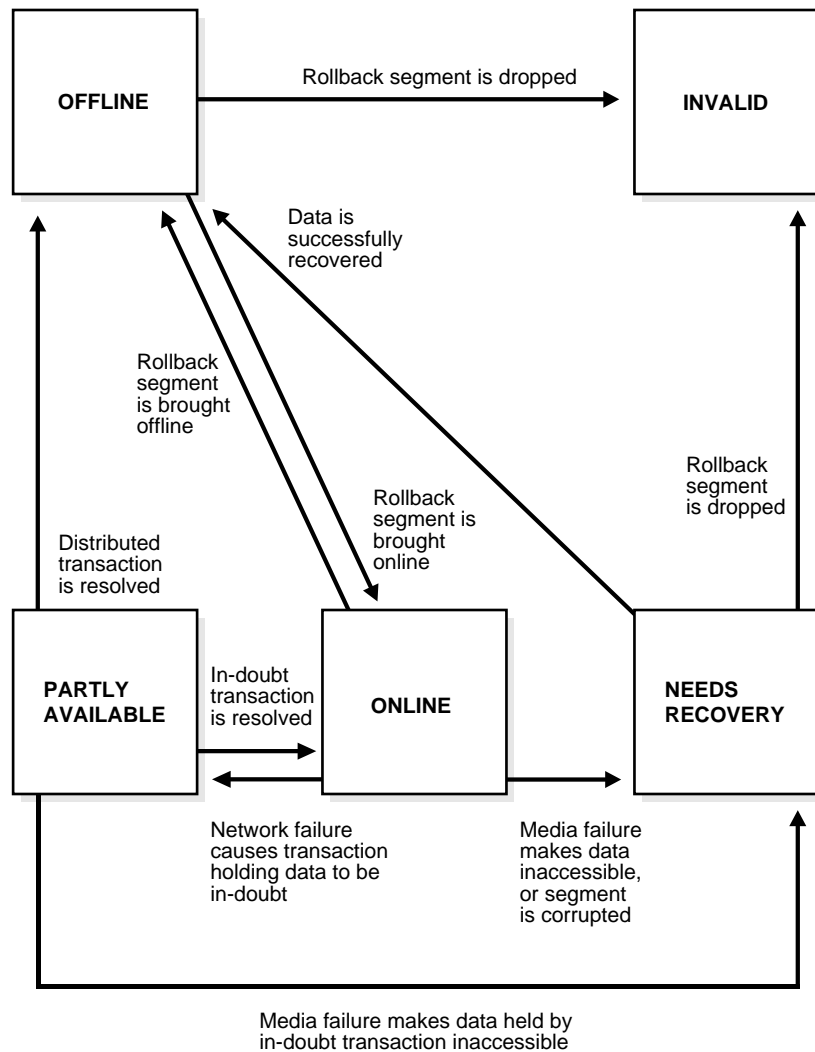 OFFLINE
Rollback segment is dropped
INVALID
Data is
successfully
recovered
Rollback
segment
is brought
offline
Rollback
segment is
brought
online
Rollback
segment
is dropped
Distributed
transaction
is resolved
PARTLY
AVAILABLE
In-doubt
transaction
is resolved
ONLINE
NEEDS
RECOVERY
Network failure
causes transaction
holding data to be
in-doubt
Media failure
makes data
inaccessible,
or segment
is corrupted
Media failure makes data held by
in-doubt transaction inaccessible